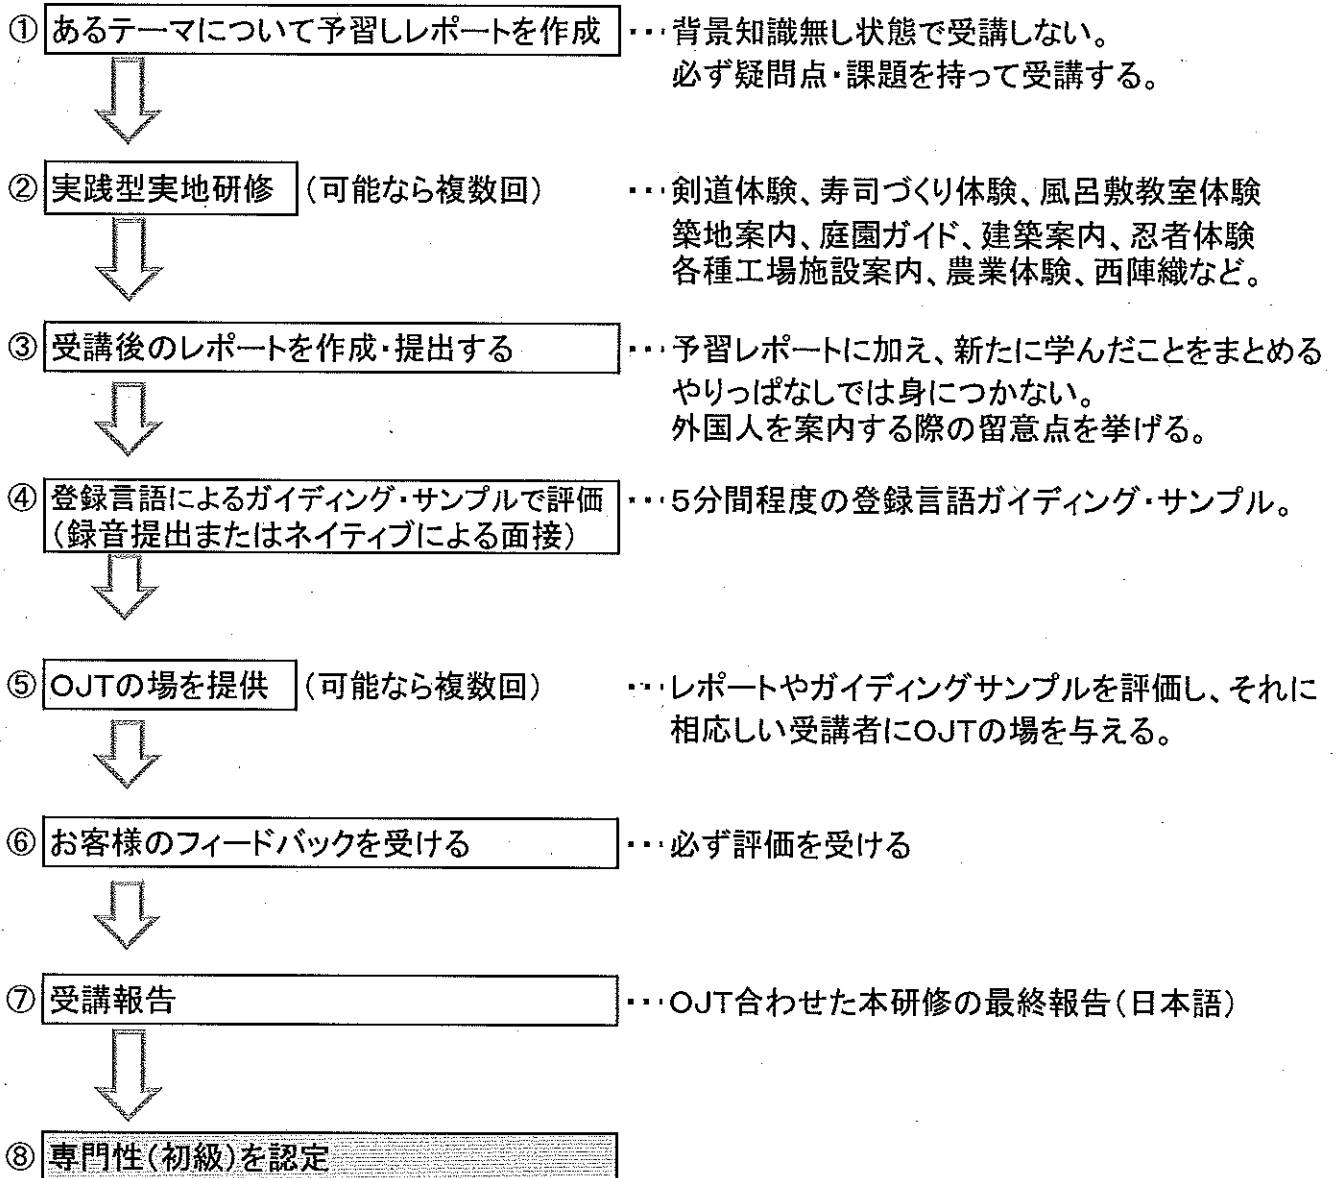 ①あるテーマについて予習しレポートを作成 ・・・背景知識無し状態で受講しない。
必ず疑問点・課題を持って受講する。
②実践型実地研修 (可能なら複数回) ・・・剣道体験、寿司づくり体験、風呂敷教室体験
築地案内、庭園ガイド、建築案内、忍者体験
各種工場施設案内、農業体験、西陣織など。
③受講後のレポートを作成・提出する ・・・予習レポートに加え、新たに学んだことをまとめる
やりっぱなしでは身につかない。
外国人を案内する際の留意点を挙げる。
④登録言語によるガイディング・サンプルで評価 ・・・5分間程度の登録言語ガイディング・サンプル。
(録音提出またはネイティブによる面接)
⑤OJTの場を提供 (可能なら複数回) ・・・レポートやガイディングサンプルを評価し、それに
相応しい受講者にOJTの場を与える。
⑥お客様のフィードバックを受ける ・・・必ず評価を受ける
⑦受講報告 ・・・OJT合わせた本研修の最終報告(日本語)
⑧専門性(初級)を認定